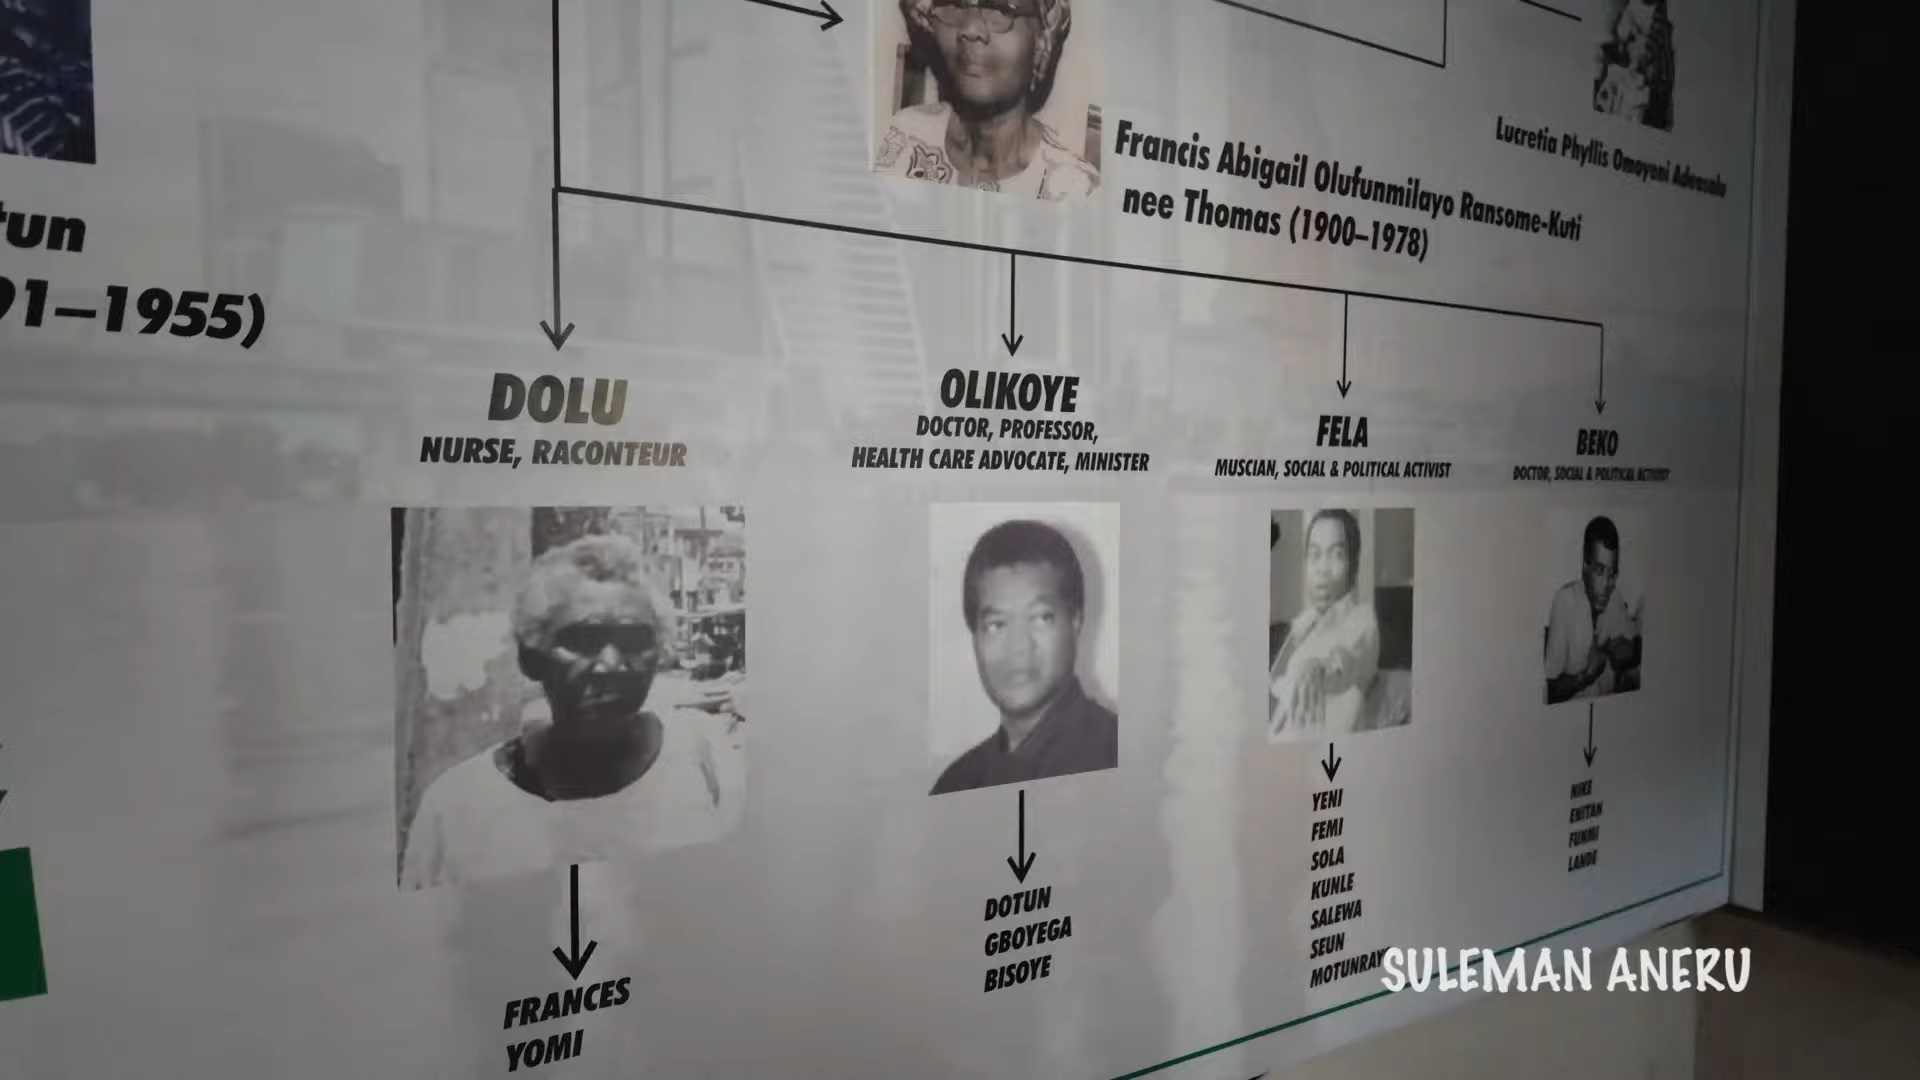 Francis Abigail Olufunmilayo Ransome-Kuti
nee Thomas (1900–1978)
Lucretia Phyllis Omoyeni
tun
91–1955)
DOLU
NURSE, RACONTEUR
OLIKOYE
DOCTOR, PROFESSOR,
HEALTH CARE ADVOCATE, MINISTER
FELA
MUSCIAN, SOCIAL & POLITICAL ACTIVIST
BEKO
DOCTOR, SOCIAL & POLITICAL ACTIVIST
FRANCES
YOMI
DOTUN
GBOYEGA
BISOYE
YENI
FEMI
SOLA
KUNLE
SALEWA
SEUN
MOTUNRAY
NIKE
ENITAN
FUNMI
LANDE
SULEMAN ANERU